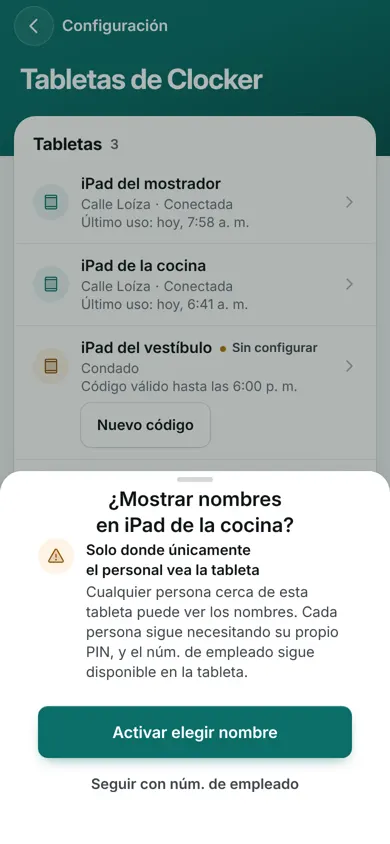 Configuración
Tabletas de Clocker
Tabletas 3
iPad del mostrador
Calle Loíza · Conectada
Último uso: hoy, 7:58 a. m.
iPad de la cocina
Calle Loíza · Conectada
Último uso: hoy, 6:41 a. m.
iPad del vestíbulo • Sin configurar
Condado
Código válido hasta las 6:00 p. m.
Nuevo código
¿Mostrar nombres
en iPad de la cocina?
Solo donde únicamente
el personal vea la tableta
Cualquier persona cerca de esta
tableta puede ver los nombres. Cada
persona sigue necesitando su propio
PIN, y el núm. de empleado sigue
disponible en la tableta.
Activar elegir nombre
Seguir con núm. de empleado